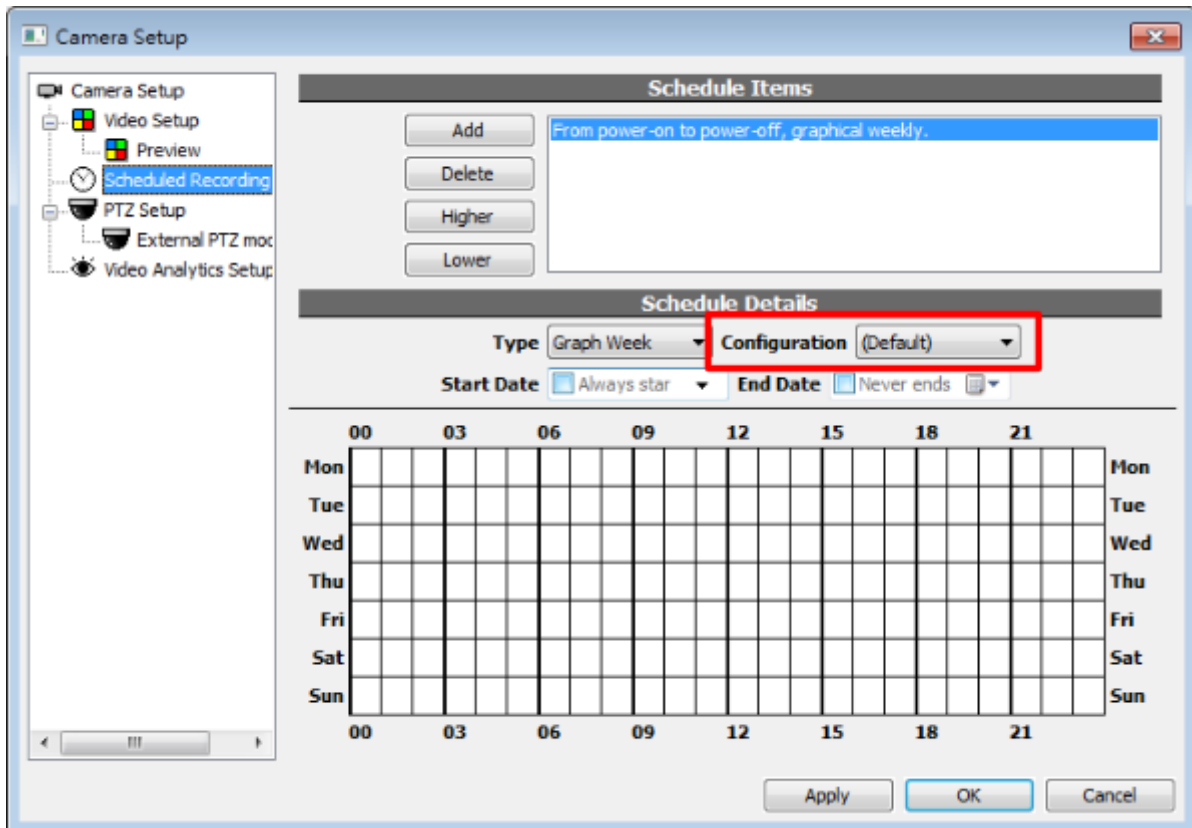 Camera Setup
Camera Setup
Video Setup
Preview
Scheduled Recording
PTZ Setup
External PTZ moc
Video Analytics Setup
Schedule Items
Add
Delete
Higher
Lower
From power-on to power-off, graphical weekly.
Schedule Details
Type Graph Week Configuration (Default)
Start Date Always star End Date Never ends
00 03 06 09 12 15 18 21
Mon Mon
Tue Tue
Wed Wed
Thu Thu
Fri Fri
Sat Sat
Sun Sun
00 03 06 09 12 15 18 21
Apply OK Cancel